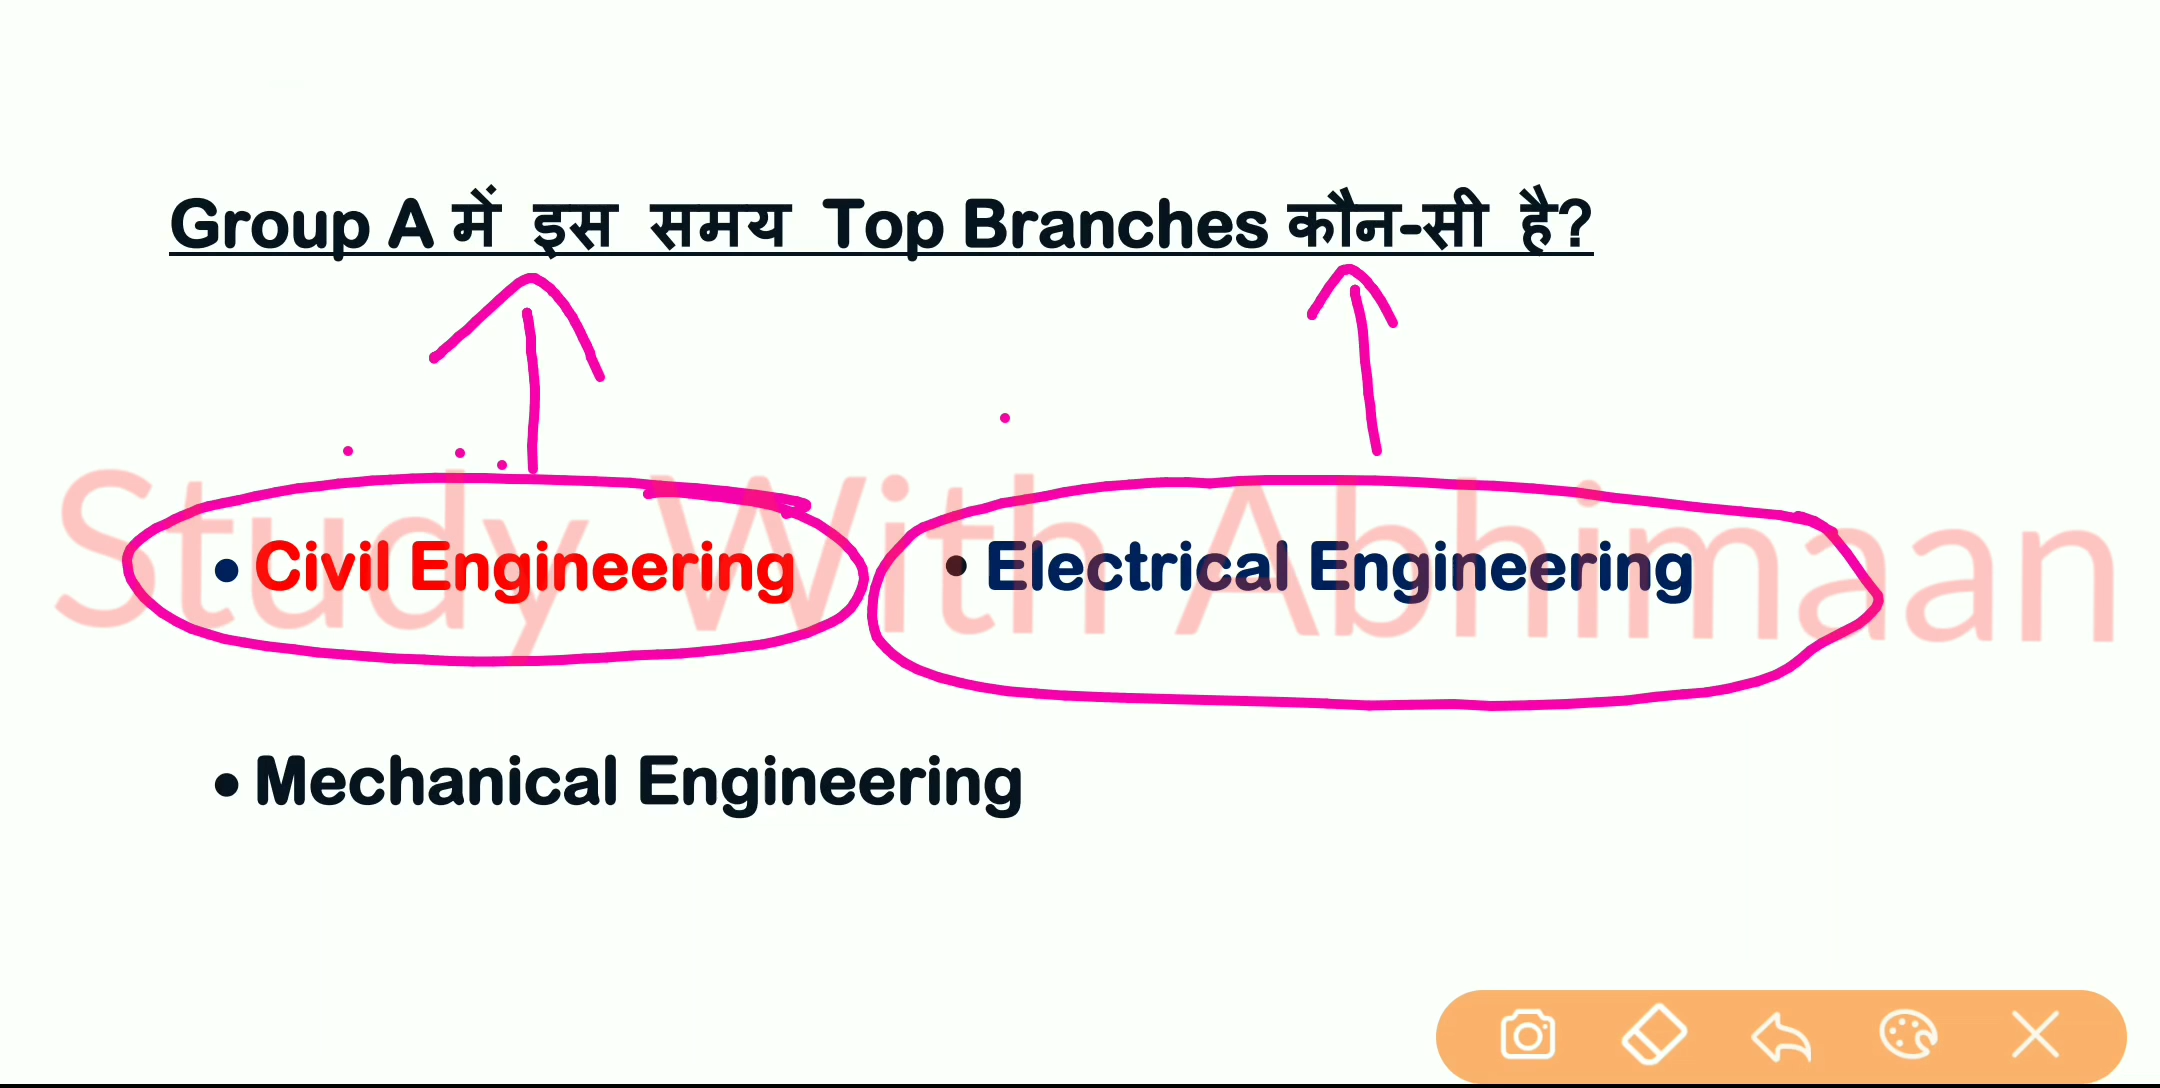 Group A में इस समय Top Branches कौन-सी है?
Study With Abhimaan
• Civil Engineering
• Electrical Engineering
• Mechanical Engineering